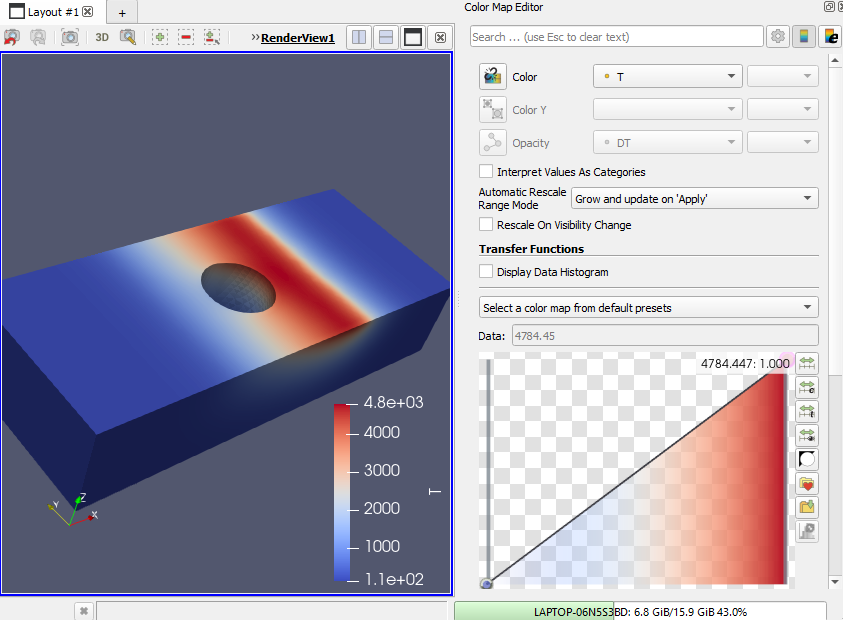 Layout #1
+
Color Map Editor
3D
»RenderView1
Search ... (use Esc to clear text)
Color
T
Color Y
Opacity
DT
Interpret Values As Categories
Automatic Rescale
Range Mode
Grow and update on 'Apply'
Rescale On Visibility Change
Transfer Functions
Display Data Histogram
Select a color map from default presets
Data:
4784.45
4784.447: 1.000
4.8e+03
4000
3000
2000
1000
1.1e+02
T
Z
Y
X
LAPTOP-06N5S3BD: 6.8 GiB/15.9 GiB 43.0%